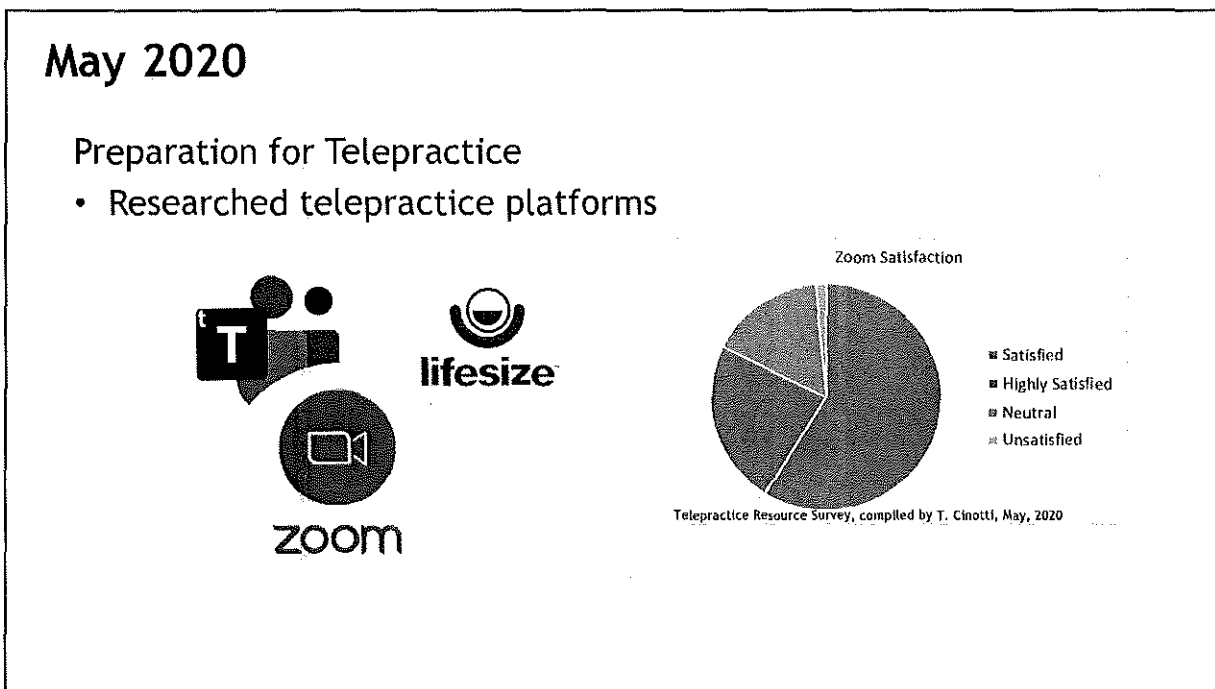 May 2020
Preparation for Telepractice
• Researched telepractice platforms
t
T
lifesize
zoom
Zoom Satisfaction
Satisfied
Highly Satisfied
Neutral
Unsatisfied
Telepractice Resource Survey, compiled by T. Cinotti, May, 2020